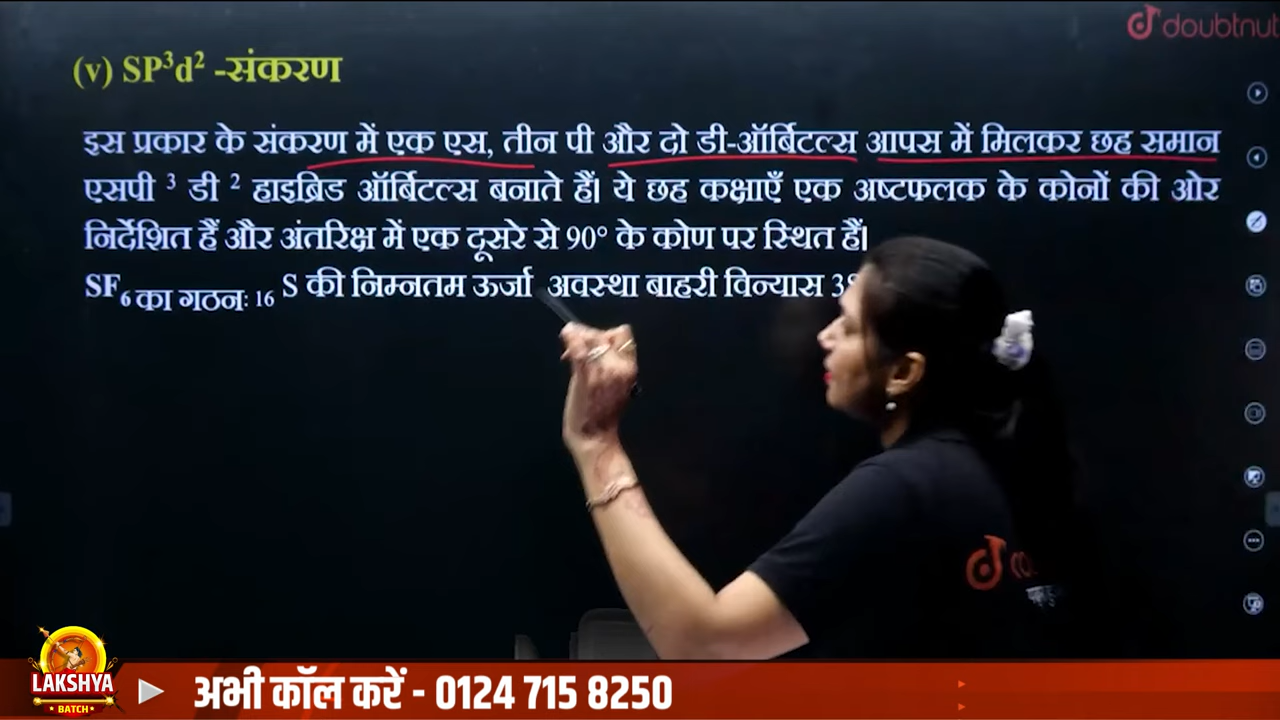 doubtnut
(v) SP³d² -संकरण
इस प्रकार के संकरण में एक एस, तीन पी और दो डी-ऑर्बिटल्स आपस में मिलकर छह समान
एसपी ³ डी ² हाइब्रिड ऑर्बिटल्स बनाते हैं। ये छह कक्षाएँ एक अष्टफलक के कोनों की ओर
निर्देशित हैं और अंतरिक्ष में एक दूसरे से 90° के कोण पर स्थित हैं।
SF₆ का गठनः 16 S की निम्नतम ऊर्जा अवस्था बाहरी विन्यास 3
LAKSHYA
BATCH
अभी कॉल करें - 0124 715 8250